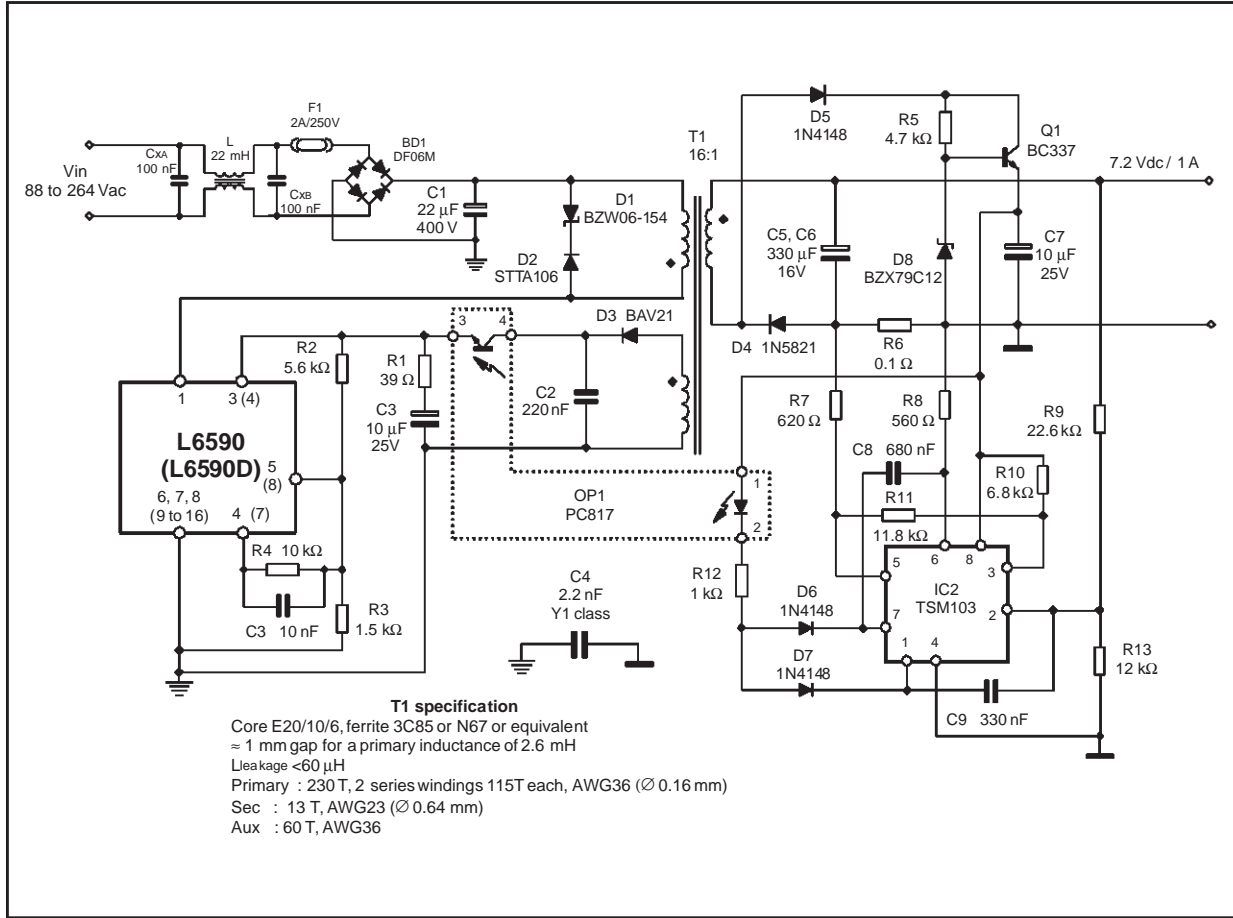 F1
2A/250V
L
22 mH
CXA
100 nF
CXB
100 nF
BD1
DF06M
Vin
88 to 264 Vac
C1
22 μF
400 V
D1
BZW06-154
D2
STTA106
T1
16:1
D5
1N4148
R5
4.7 kΩ
Q1
BC337
7.2 Vdc / 1 A
C5, C6
330 μF
16V
D8
BZX79C12
C7
10 μF
25V
D3 BAV21
D4 1N5821
R6
0.1 Ω
3
4
R2
5.6 kΩ
R1
39 Ω
C3
10 μF
25V
C2
220 nF
1
3 (4)
L6590
(L6590D)
5
(8)
6, 7, 8
(9 to 16)
4 (7)
R4 10 kΩ
C3 10 nF
R3
1.5 kΩ
OP1
PC817
1
2
R7
620 Ω
R8
560 Ω
R9
22.6 kΩ
C8 680 nF
R10
6.8 kΩ
R11
11.8 kΩ
R12
1 kΩ
D6
1N4148
D7
1N4148
5
6
8
3
IC2
TSM103
7
2
1
4
R13
12 kΩ
C9 330 nF
C4
2.2 nF
Y1 class
T1 specification
Core E20/10/6, ferrite 3C85 or N67 or equivalent
≈ 1 mm gap for a primary inductance of 2.6 mH
Lleakage <60 μH
Primary : 230 T, 2 series windings 115T each, AWG36 (∅ 0.16 mm)
Sec : 13 T, AWG23 (∅ 0.64 mm)
Aux : 60 T, AWG36